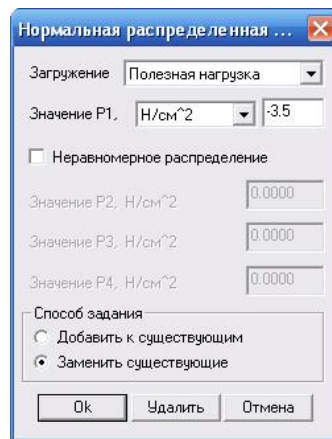 Нормальная распределенная ...
Загружение Полезная нагрузка
Значение P1, Н/см^2 -3.5
Неравномерное распределение
Значение P2, Н/см^2 0.0000
Значение P3, Н/см^2 0.0000
Значение P4, Н/см^2 0.0000
Способ задания
Добавить к существующим
Заменить существующие
Ok Удалить Отмена